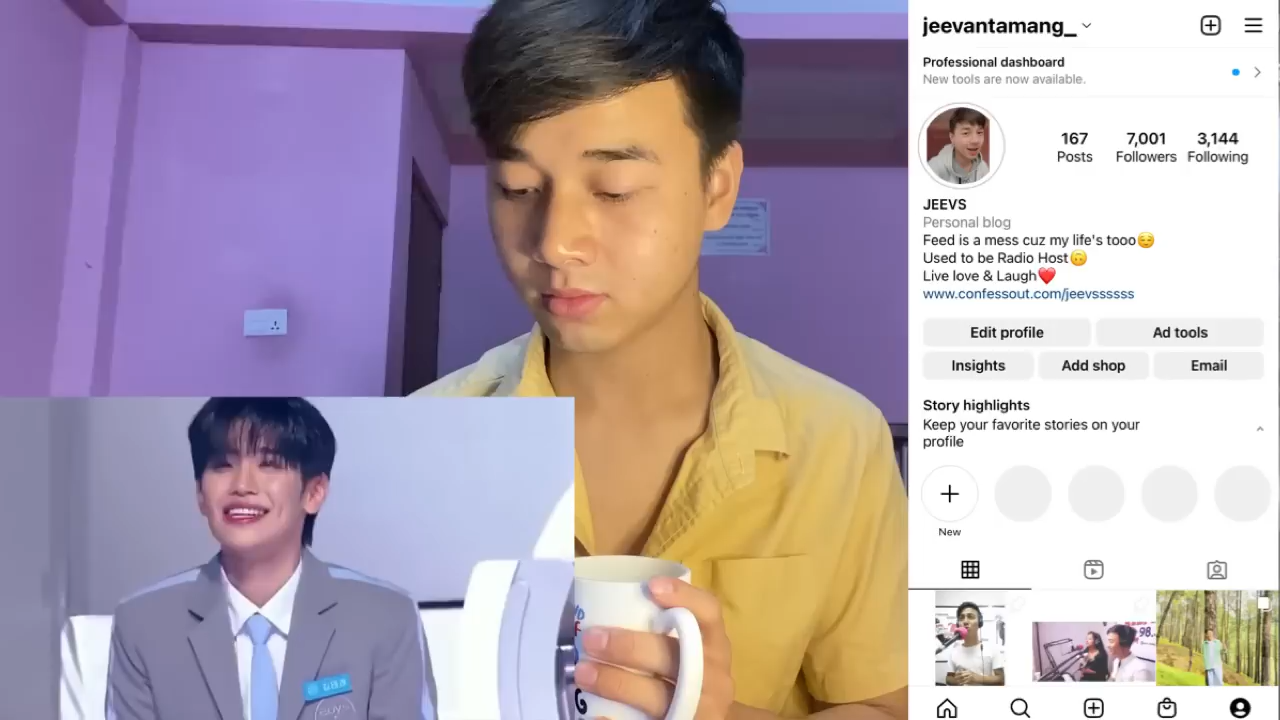 jeevantamang_
Professional dashboard
New tools are now available.
167
Posts
7,001
Followers
3,144
Following
JEEVS
Personal blog
Feed is a mess cuz my life's tooo😌
Used to be Radio Host🙃
Live love & Laugh❤️
www.confessout.com/jeevssssss
Edit profile
Ad tools
Insights
Add shop
Email
Story highlights
Keep your favorite stories on your
profile
New
98.